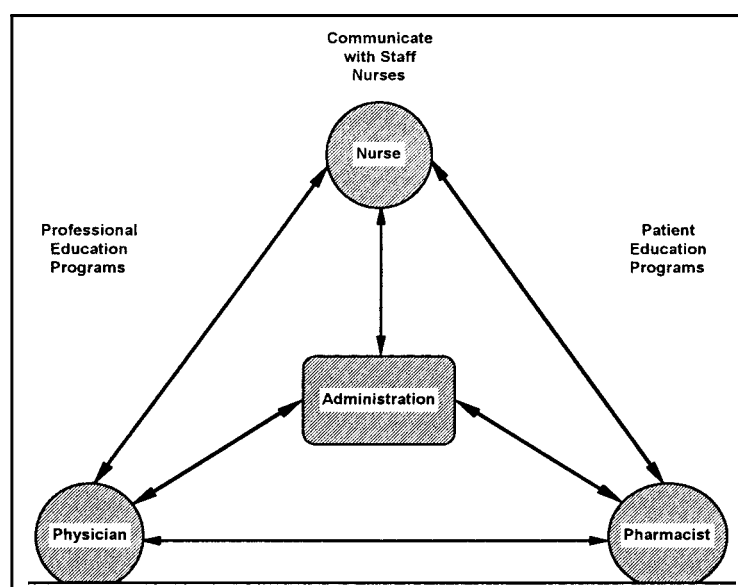 Communicate
with Staff
Nurses
Nurse
Professional
Education
Programs
Patient
Education
Programs
Administration
Physician
Pharmacist